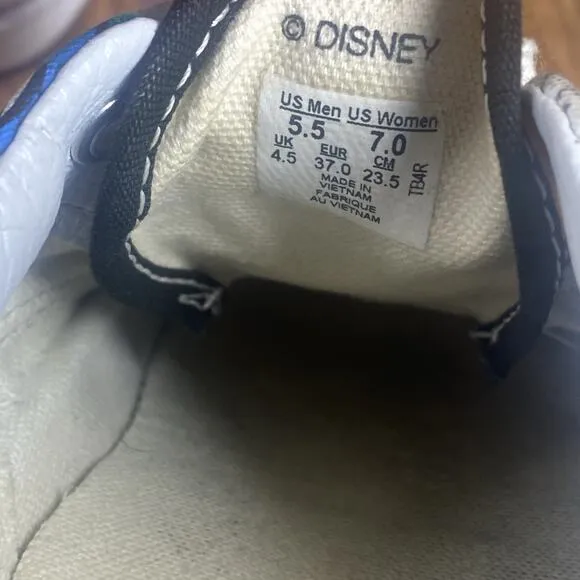 © DISNEY
US Men US Women
5.5 7.0
UK EUR CM
4.5 37.0 23.5
MADE IN
VIETNAM
FABRIQUE
AU VIETNAM
TB4R